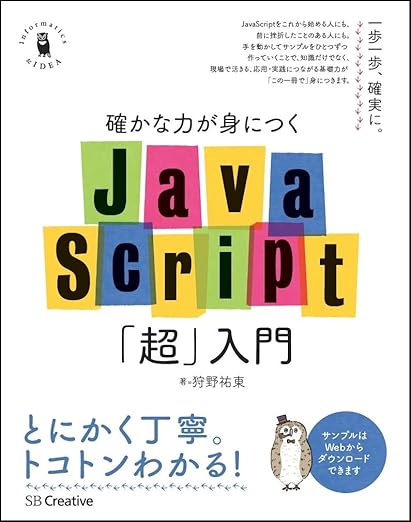 Informatics
& IDEA
JavaScriptをこれから始める人にも、
前に挫折したことのある人にも。
手を動かしてサンプルをひとつずつ
作っていくことで、知識だけでなく、
現場で活きる、応用・実践につながる基礎力が
「この一冊で」身につきます。
一歩一歩、確実に。
確かな力が身につく
Java
Script
「超」入門
著=狩野祐東
とにかく丁寧。
トコトンわかる!
サンプルは
Webから
ダウンロード
できます
SB Creative